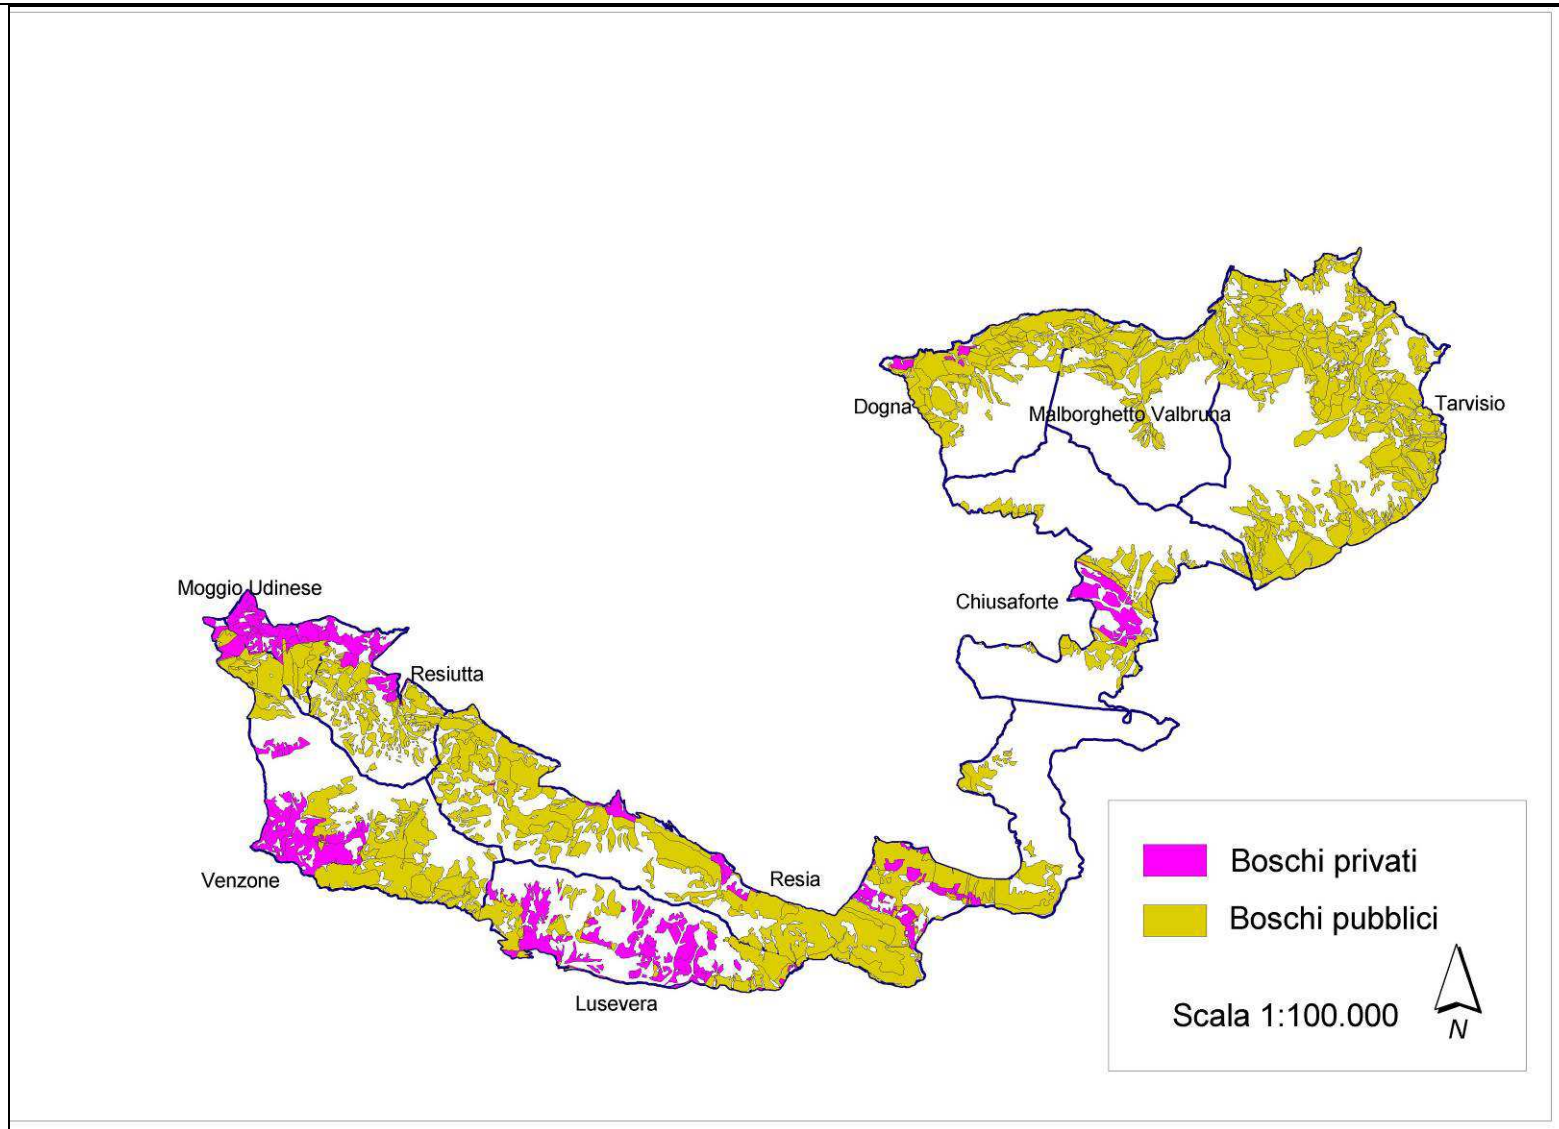 Dogna
Malborghetto Valbruna
Tarvisio
Moggio Udinese
Chiusaforte
Resiutta
Venzone
Resia
Lusevera
Boschi privati
Boschi pubblici
Scala 1:100.000
N